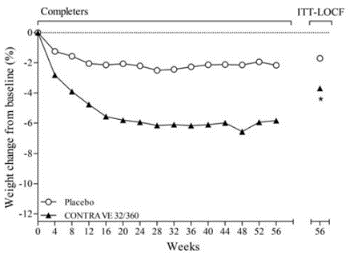 Completers
ITT-LOCF
Weight change from baseline (%)
0
-2
-4
-6
-8
-10
-12
*
Placebo
CONTRAVE 32/360
0 4 8 12 16 20 24 28 32 36 40 44 48 52 56
56
Weeks